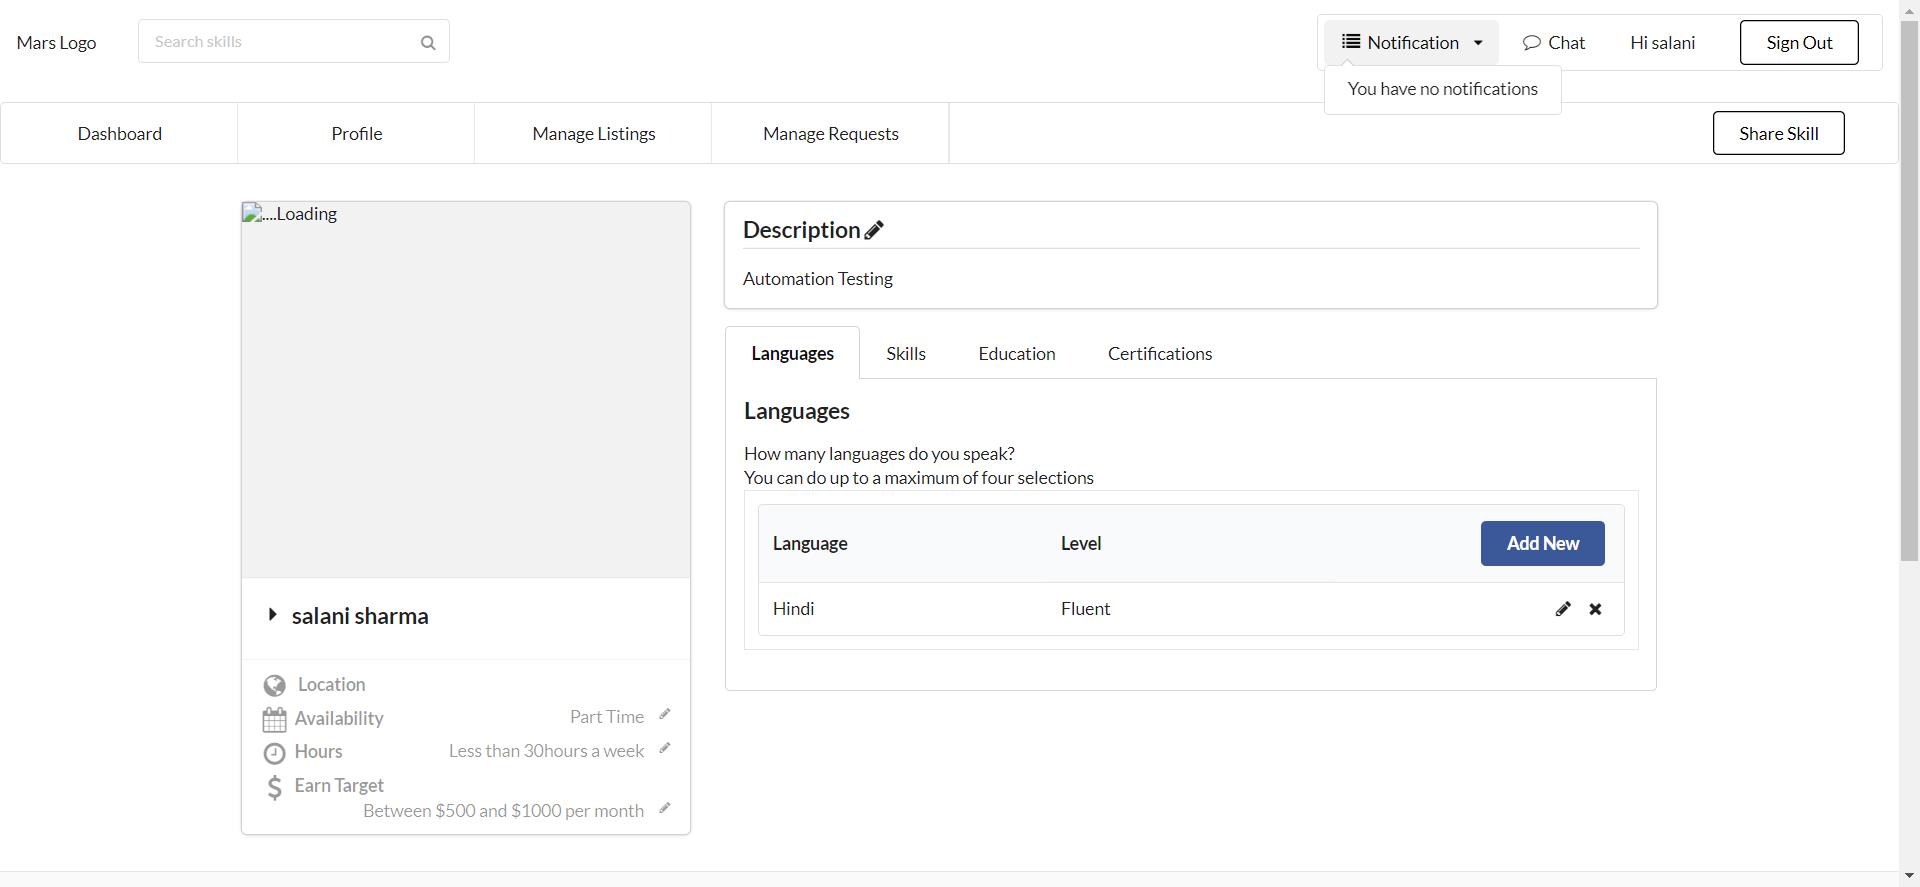 Mars Logo
Search skills
Notification
Chat
Hi salani
Sign Out
You have no notifications
Dashboard
Profile
Manage Listings
Manage Requests
Share Skill
....Loading
salani sharma
Location
Availability
Part Time
Hours
Less than 30hours a week
Earn Target
Between $500 and $1000 per month
Description
Automation Testing
Languages
Skills
Education
Certifications
Languages
How many languages do you speak?
You can do up to a maximum of four selections
Language
Level
Add New
Hindi
Fluent